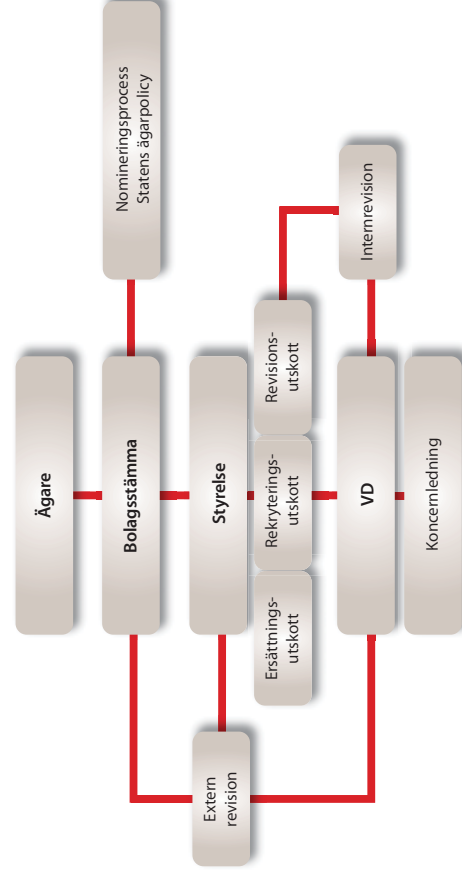 Ägare
Bolagsstämma
Nomineringsprocess
Statens ägarpolicy
Styrelse
Extern
revision
Ersättnings-
utskott
Rekryterings-
utskott
Revisions-
utskott
Internrevision
VD
Koncernledning